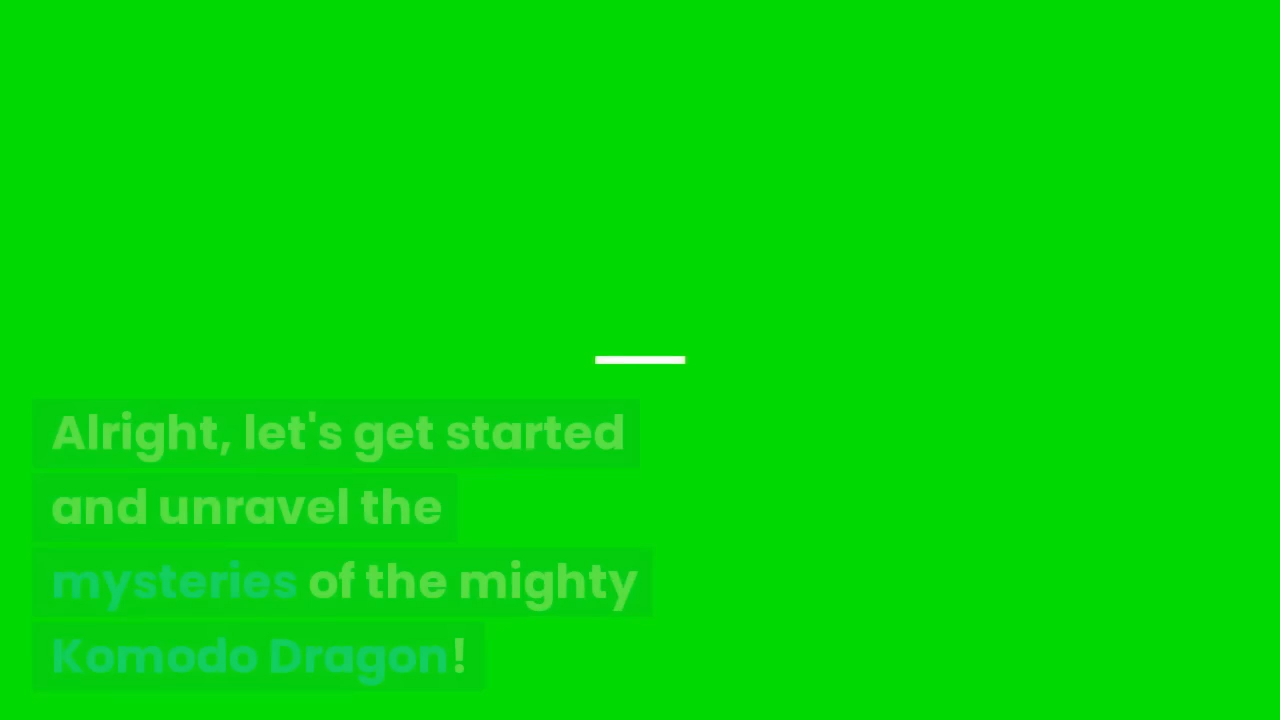 Alright, let's get started
and unravel the
mysteries of the mighty
Komodo Dragon!